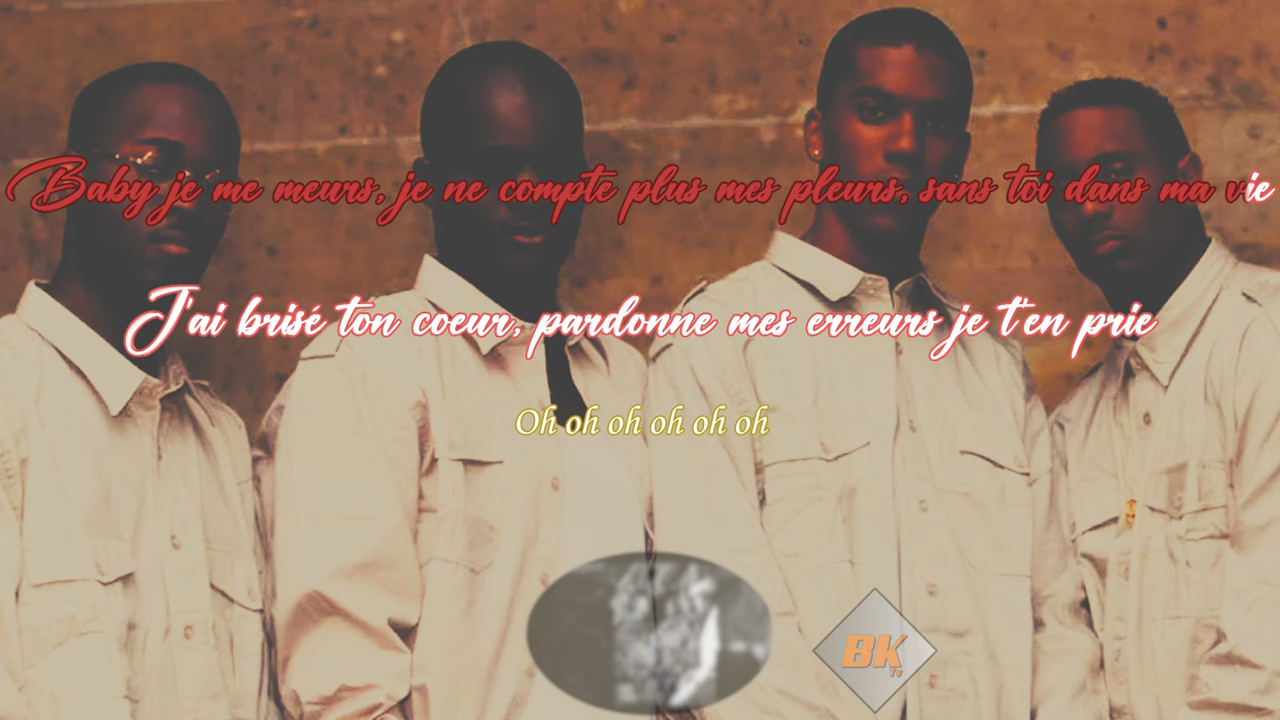 Baby je me meurs, je ne compte plus mes pleurs, sans toi dans ma vie
J'ai brisé ton coeur, pardonne mes erreurs je t'en prie
Oh oh oh oh oh oh
BK
TV